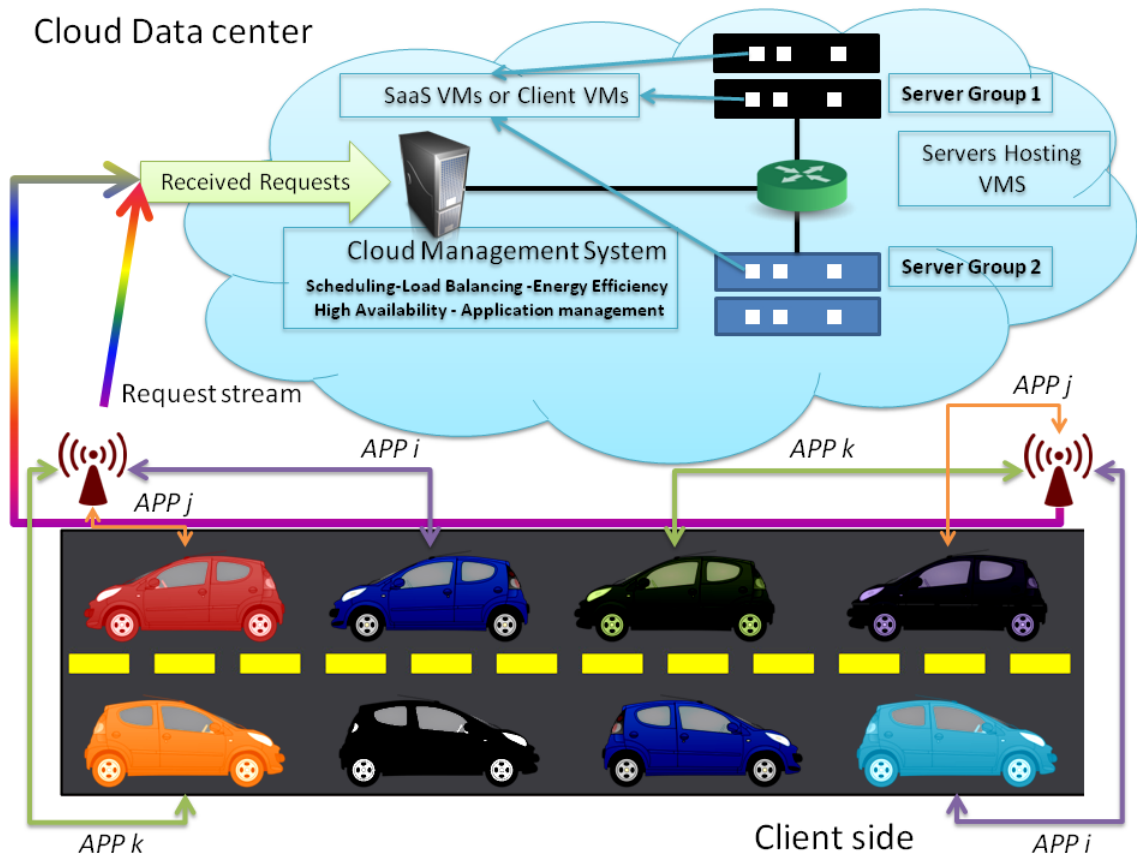 Cloud Data center
SaaS VMs or Client VMs
Server Group 1
Servers Hosting
VMS
Received Requests
Cloud Management System
Scheduling-Load Balancing -Energy Efficiency
High Availability - Application management
Server Group 2
Request stream
APP j
APP i
APP k
APP j
APP k
Client side
APP i